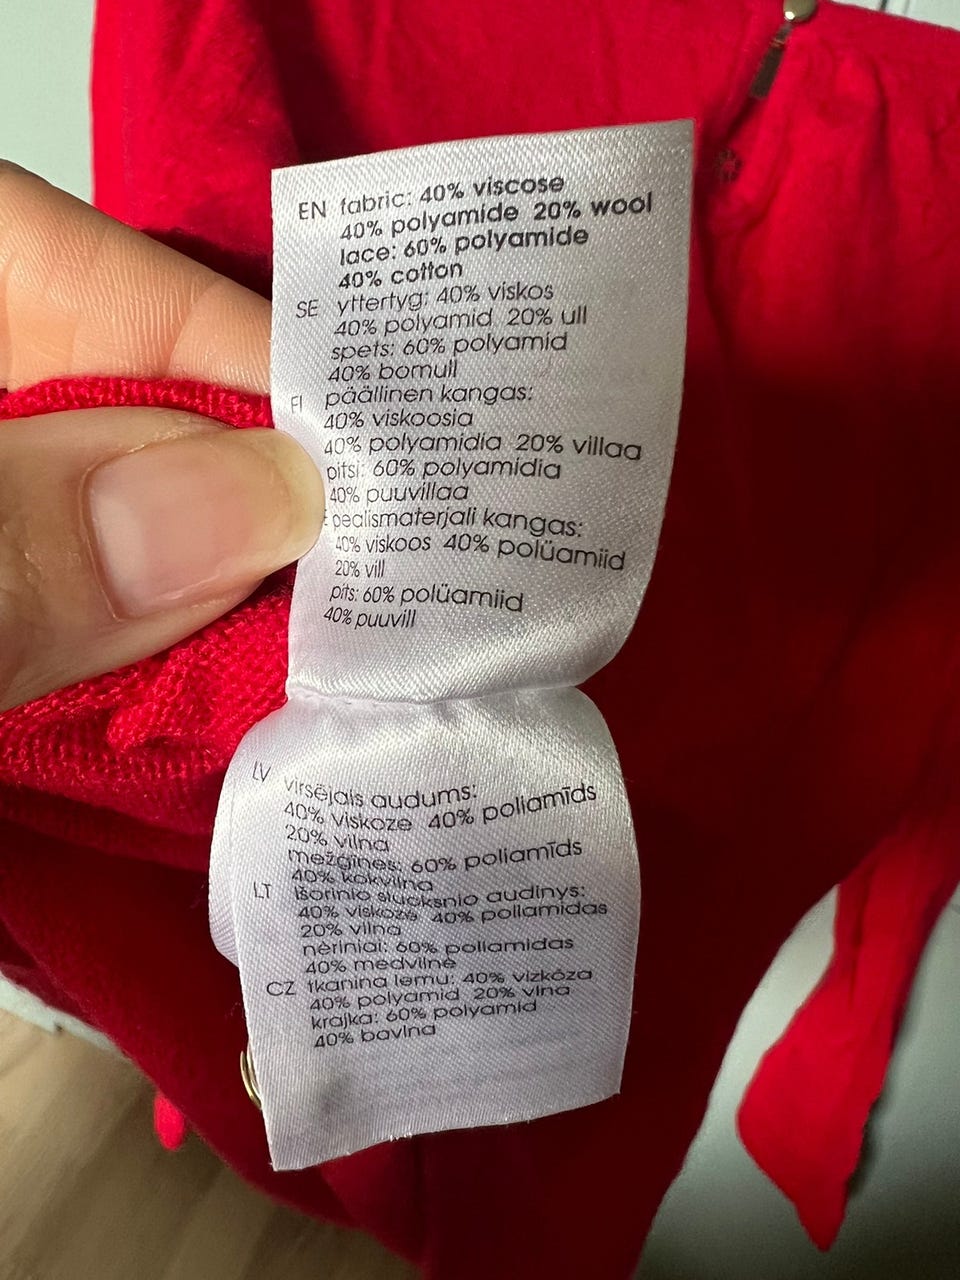 EN fabric: 40% viscose
40% polyamide 20% wool
lace: 60% polyamide
40% cotton
SE yttertyg: 40% viskos
40% polyamid 20% ull
spets: 60% polyamid
40% bomull
FI päällinen kangas:
40% viskoosia
40% polyamidia 20% villaa
pitsi: 60% polyamidia
40% puuvillaa
pealismaterjali kangas:
40% viskoos 40% polüamiid
20% vill
pits: 60% polüamiid
40% puuvill
LV virsējais audums:
40% viskoze 40% poliamīds
20% vilna
mežģines: 60% poliamīds
40% kokvilna
LT išorinio sluoksnio audinys:
40% viskozė 40% poliamidas
20% vilna
nėriniai: 60% poliamidas
40% medvilnė
CZ tkanina lemu: 40% vizkóza
40% polyamid 20% vlna
krajka: 60% polyamid
40% bavlna